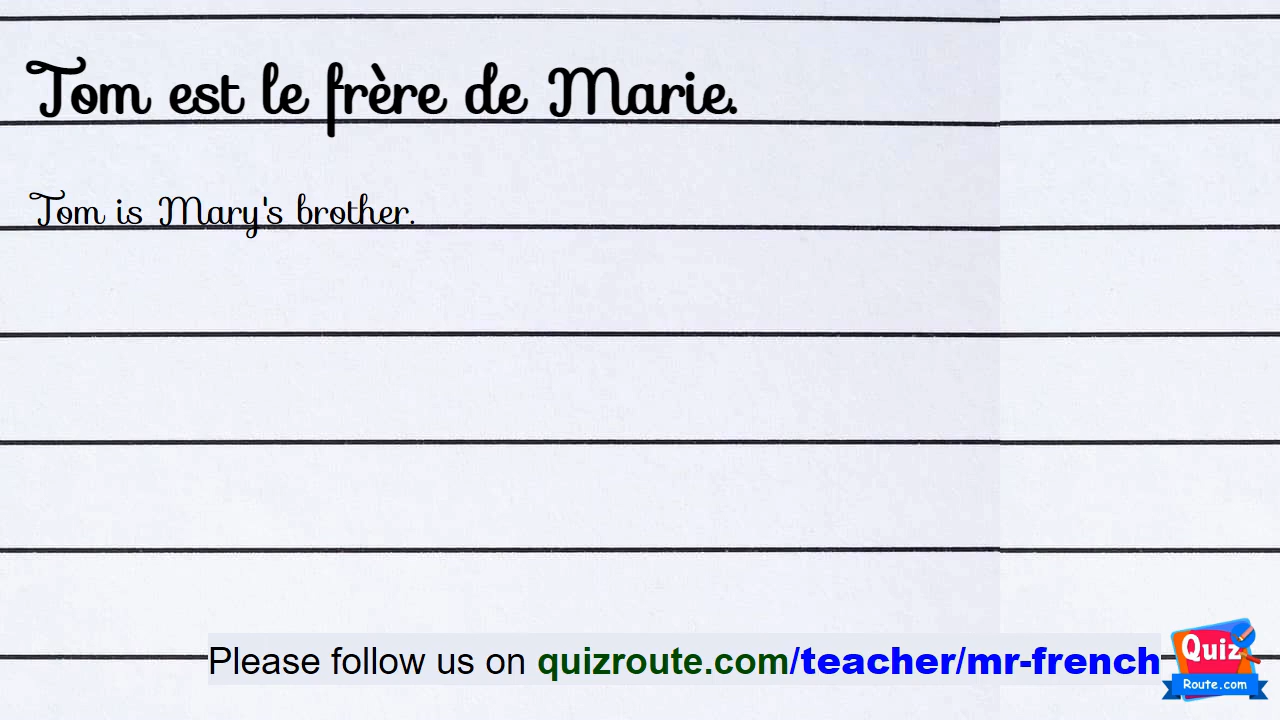 Tom est le frère de Marie.
Tom is Mary's brother.
Please follow us on quizroute.com/teacher/mr-french
Quiz
Route.com